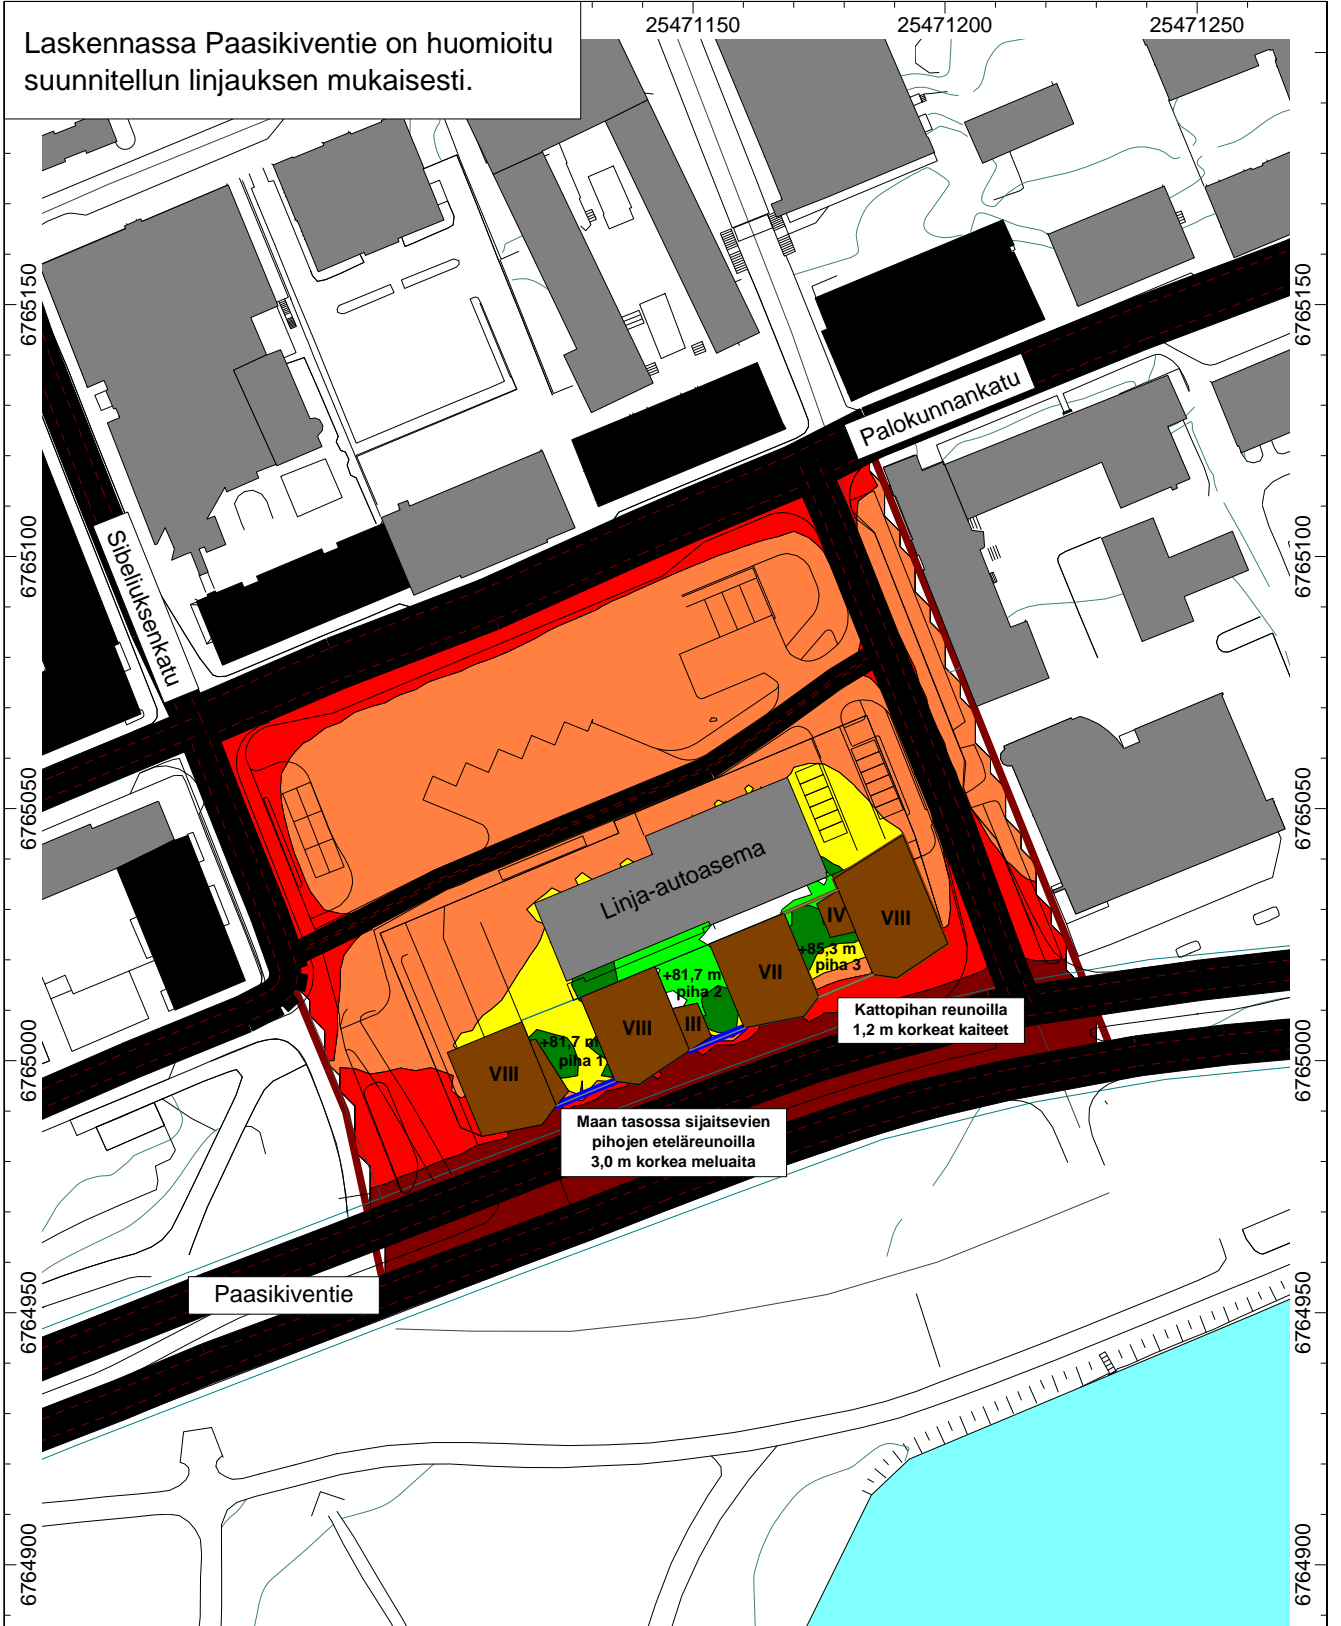 Laskennassa Paasikiventie on huomioitu
suunnitellun linjauksen mukaisesti.
25471150
25471200
25471250
6765150
6765150
Palokunnankatu
6765100
Sibeliuksenkatu
6765100
6765050
6765050
Linja-autoasema
IV
VIII
+85,3 m
piha 3
VII
+81,7 m
piha 2
Kattopihan reunoilla
1,2 m korkeat kaiteet
III
VIII
+81,7 m
piha 1
VIII
6765000
6765000
Maan tasossa sijaitsevien
pihojen eteläreunoilla
3,0 m korkea meluaita
Paasikiventie
6764950
6764950
6764900
6764900